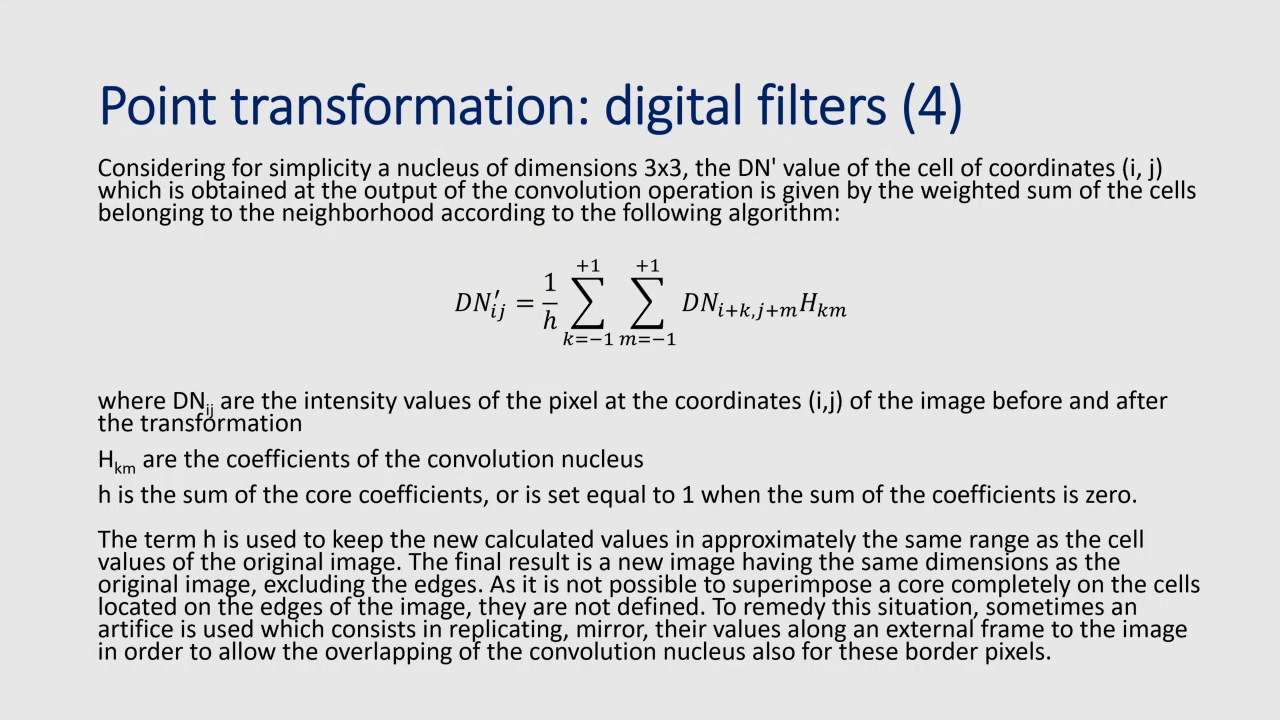 Point transformation: digital filters (4)
Considering for simplicity a nucleus of dimensions 3x3, the DN' value of the cell of coordinates (i, j)
which is obtained at the output of the convolution operation is given by the weighted sum of the cells
belonging to the neighborhood according to the following algorithm:
$DN'_{ij} = \frac{1}{h} \sum_{k=-1}^{+1} \sum_{m=-1}^{+1} DN_{i+k,j+m} H_{km}$
where DN_ij are the intensity values of the pixel at the coordinates (i,j) of the image before and after
the transformation
H_km are the coefficients of the convolution nucleus
h is the sum of the core coefficients, or is set equal to 1 when the sum of the coefficients is zero.
The term h is used to keep the new calculated values in approximately the same range as the cell
values of the original image. The final result is a new image having the same dimensions as the
original image, excluding the edges. As it is not possible to superimpose a core completely on the cells
located on the edges of the image, they are not defined. To remedy this situation, sometimes an
artifice is used which consists in replicating, mirror, their values along an external frame to the image
in order to allow the overlapping of the convolution nucleus also for these border pixels.